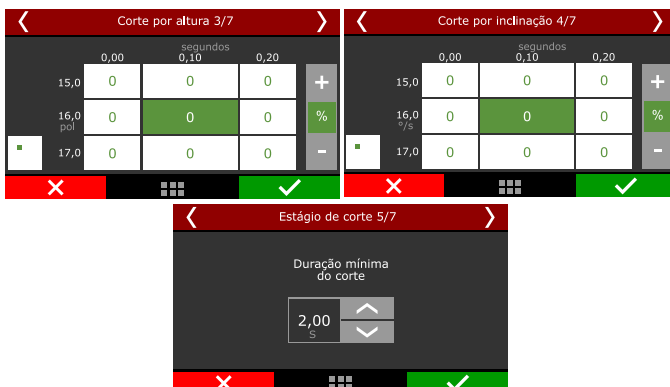 Corte por altura 3/7
segundos
0,00 0,10 0,20
15,0 0 0 0 +
16,0 0 0 0 %
pol
17,0 0 0 0 -
Corte por inclinação 4/7
segundos
0,00 0,10 0,20
15,0 0 0 0 +
16,0 0 0 0 %
°/s
17,0 0 0 0 -
Estágio de corte 5/7
Duração mínima
do corte
2,00
S